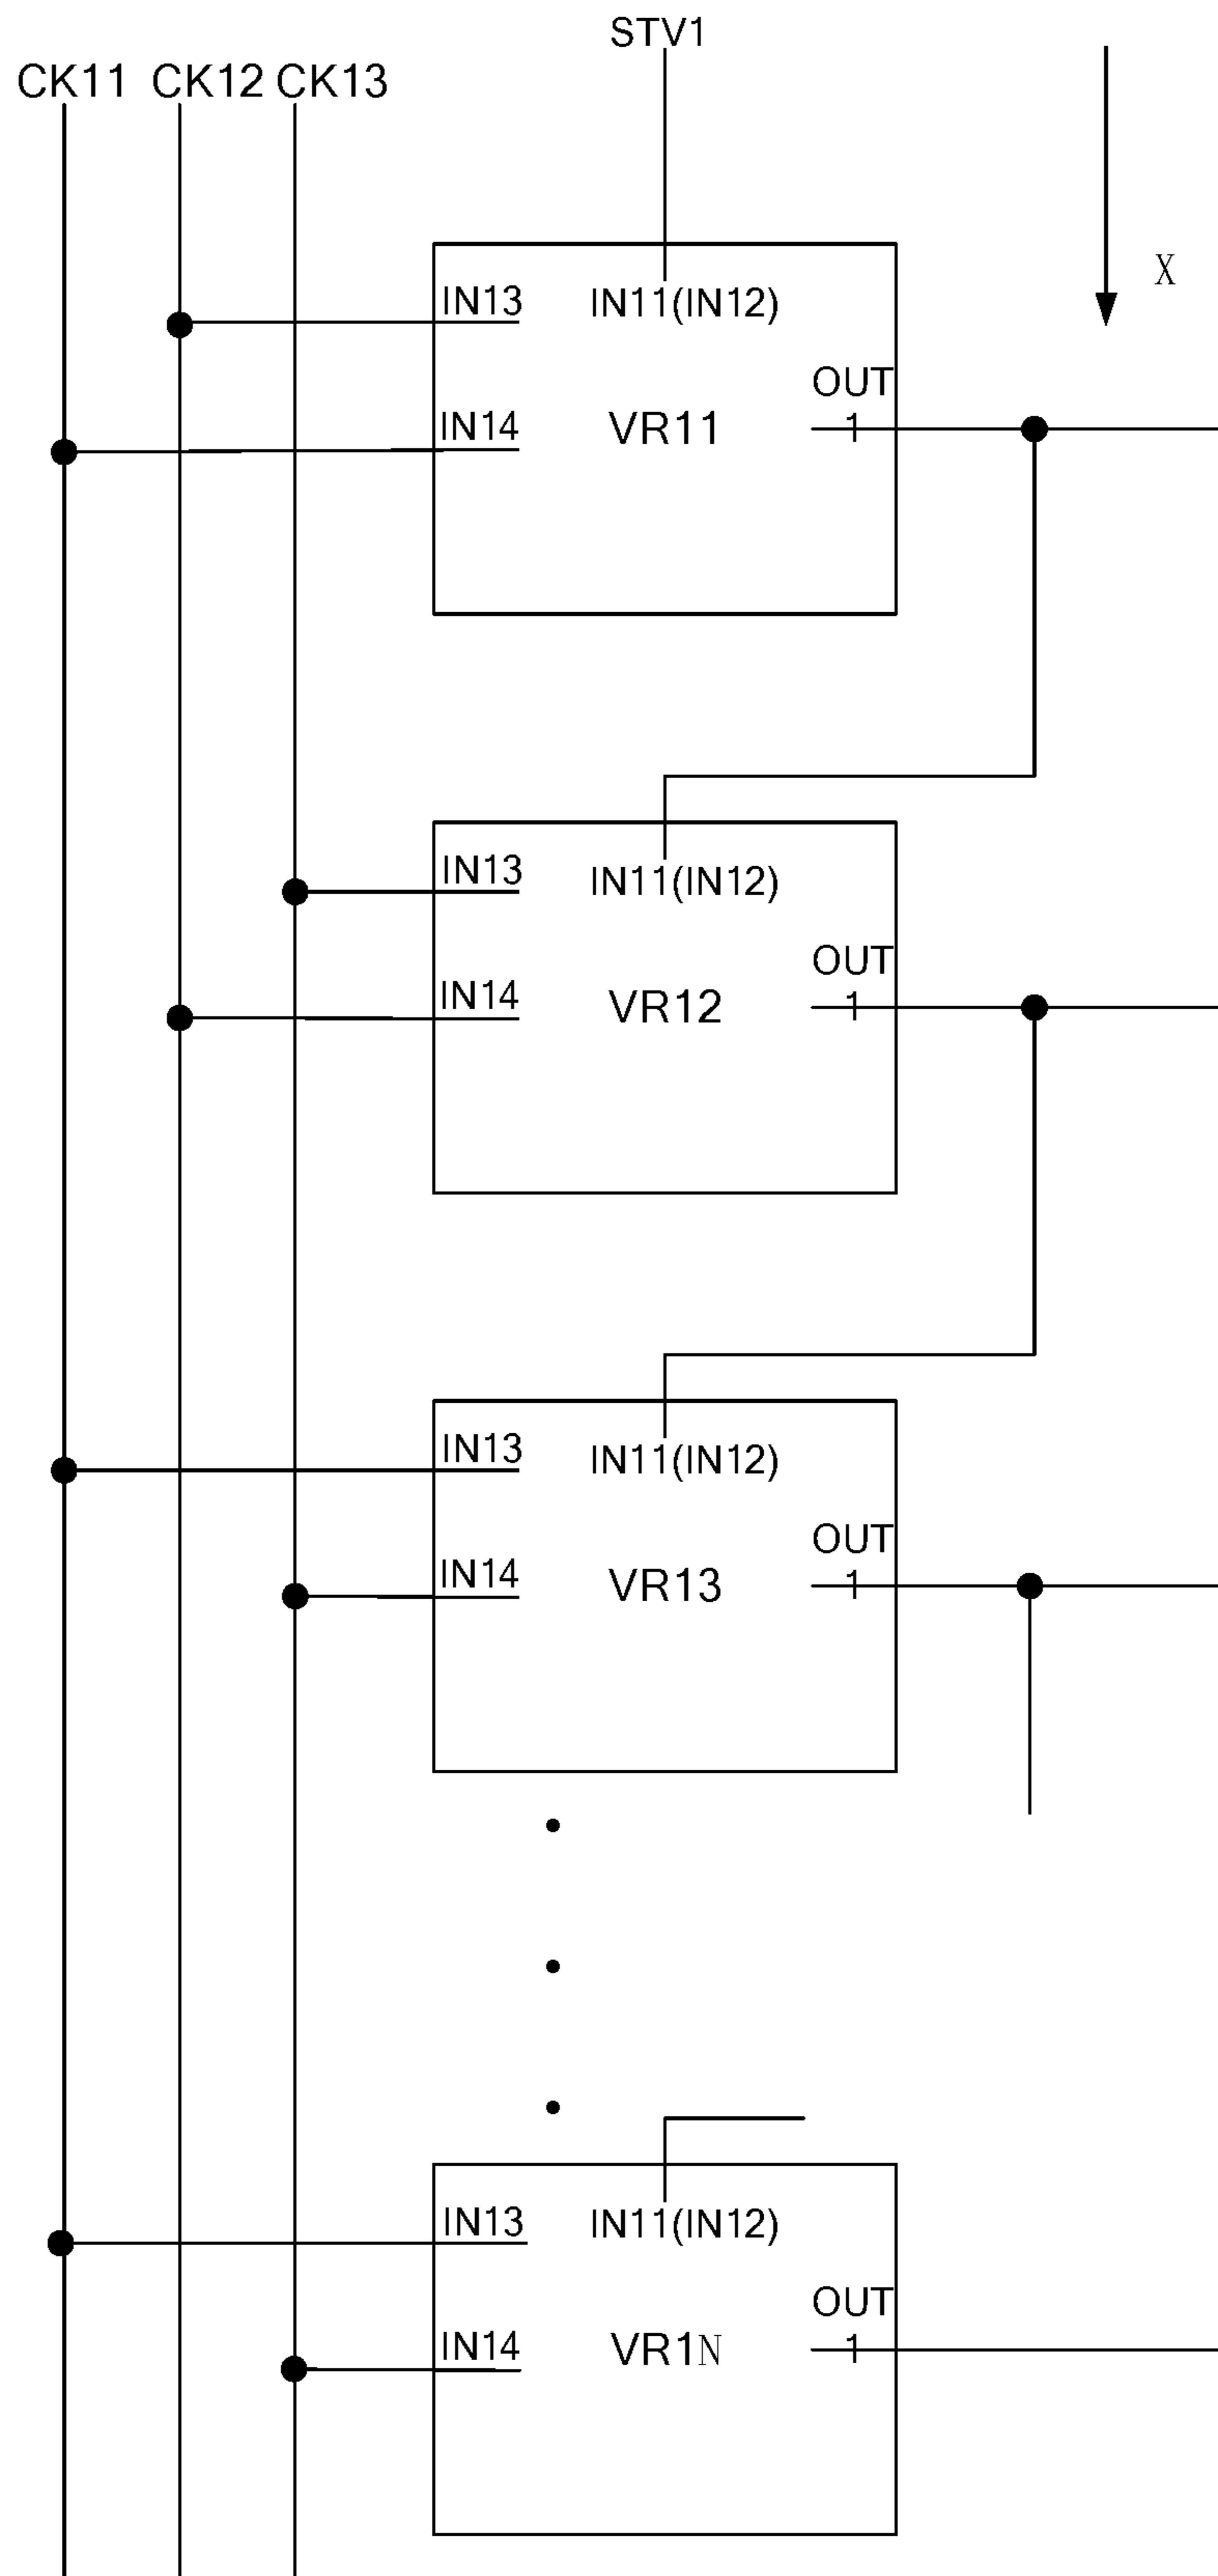 STV1
CK11 CK12 CK13
X
IN13 IN11(IN12)
OUT
IN14 VR11 1
IN13 IN11(IN12)
OUT
IN14 VR12 1
IN13 IN11(IN12)
OUT
IN14 VR13 1
IN13 IN11(IN12)
OUT
IN14 VR1N 1